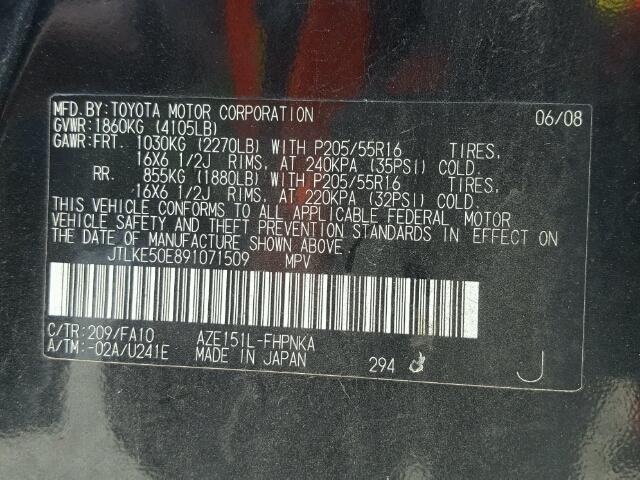 MFD.BY:TOYOTA MOTOR CORPORATION 06/08
GVWR:1860KG (4105LB)
GAWR:FRT. 1030KG (2270LB) WITH P205/55R16 TIRES,
16X6 1/2J RIMS, AT 240KPA (35PSI) COLD.
RR. 855KG (1880LB) WITH P205/55R16 TIRES,
16X6 1/2J RIMS, AT 220KPA (32PSI) COLD.
THIS VEHICLE CONFORMS TO ALL APPLICABLE FEDERAL MOTOR
VEHICLE SAFETY AND THEFT PREVENTION STANDARDS IN EFFECT ON
THE DATE OF MANUFACTURE SHOWN ABOVE.
JTLKE50E891071509 MPV
C/TR:209/FA10 AZE151L-FHPNKA
A/TM:-02A/U241E MADE IN JAPAN 294 J